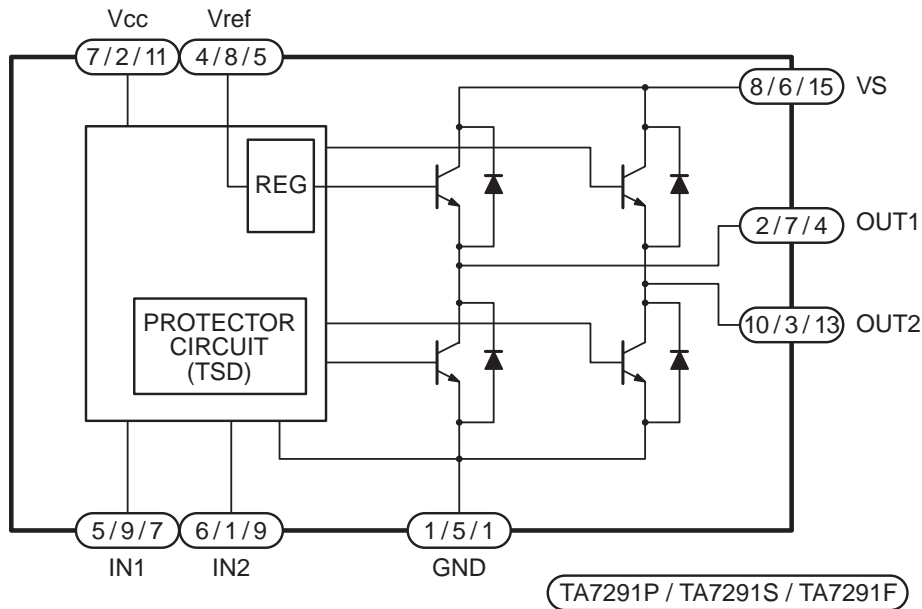 Vcc Vref
7 / 2 / 11 4 / 8 / 5
8 / 6 / 15 VS
REG
2 / 7 / 4 OUT1
PROTECTOR
CIRCUIT
(TSD)
10 / 3 / 13 OUT2
5 / 9 / 7 6 / 1 / 9 1 / 5 / 1
IN1 IN2 GND
TA7291P / TA7291S / TA7291F